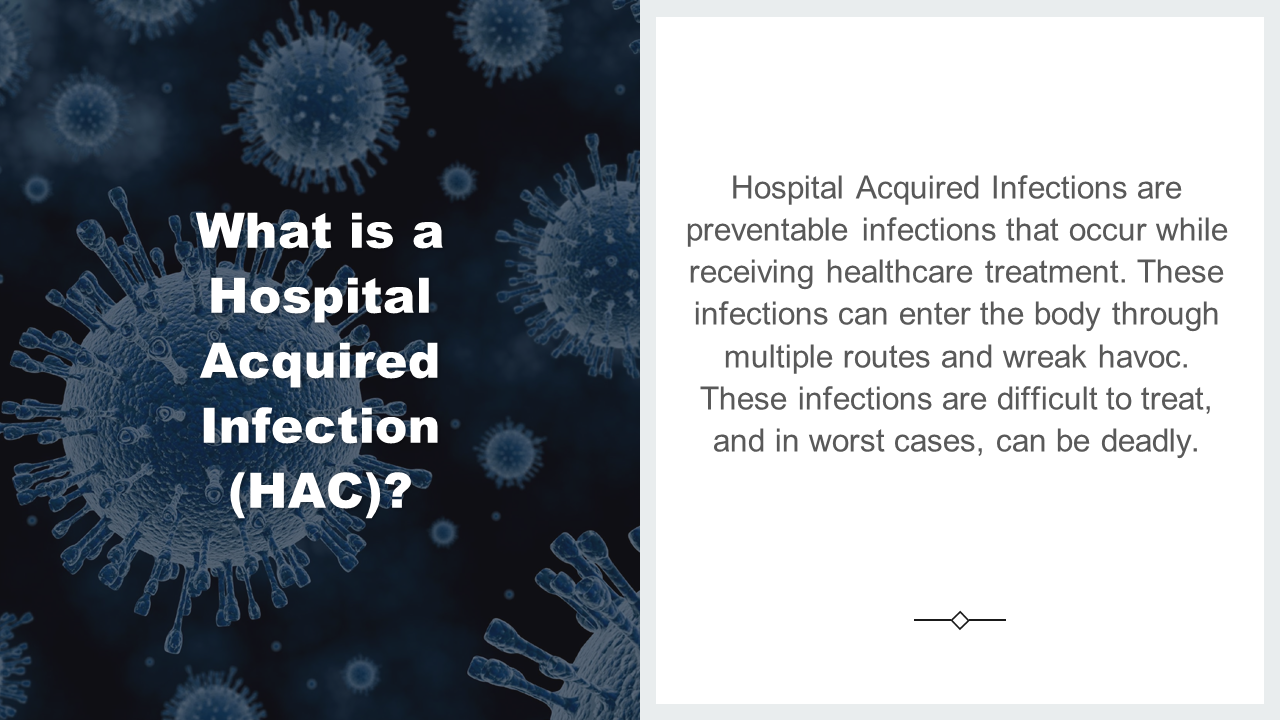 What is a
Hospital
Acquired
Infection
(HAC)?
Hospital Acquired Infections are
preventable infections that occur while
receiving healthcare treatment. These
infections can enter the body through
multiple routes and wreak havoc.
These infections are difficult to treat,
and in worst cases, can be deadly.